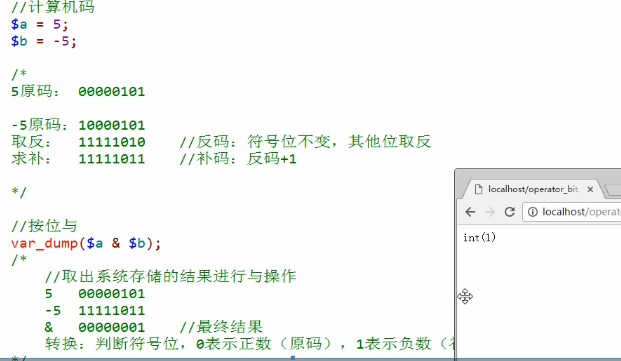 //计算机码
$a = 5;
$b = -5;
/*
5原码： 00000101
-5原码：10000101
取反： 11111010 //反码：符号位不变，其他位取反
求补： 11111011 //补码：反码+1
*/
//按位与
var_dump($a & $b);
/*
//取出系统存储的结果进行与操作
5 00000101
-5 11111011
& 00000001 //最终结果
转换：判断符号位，0表示正数（原码），1表示负数（
localhost/operator_bit.
localhost/operato
int(1)